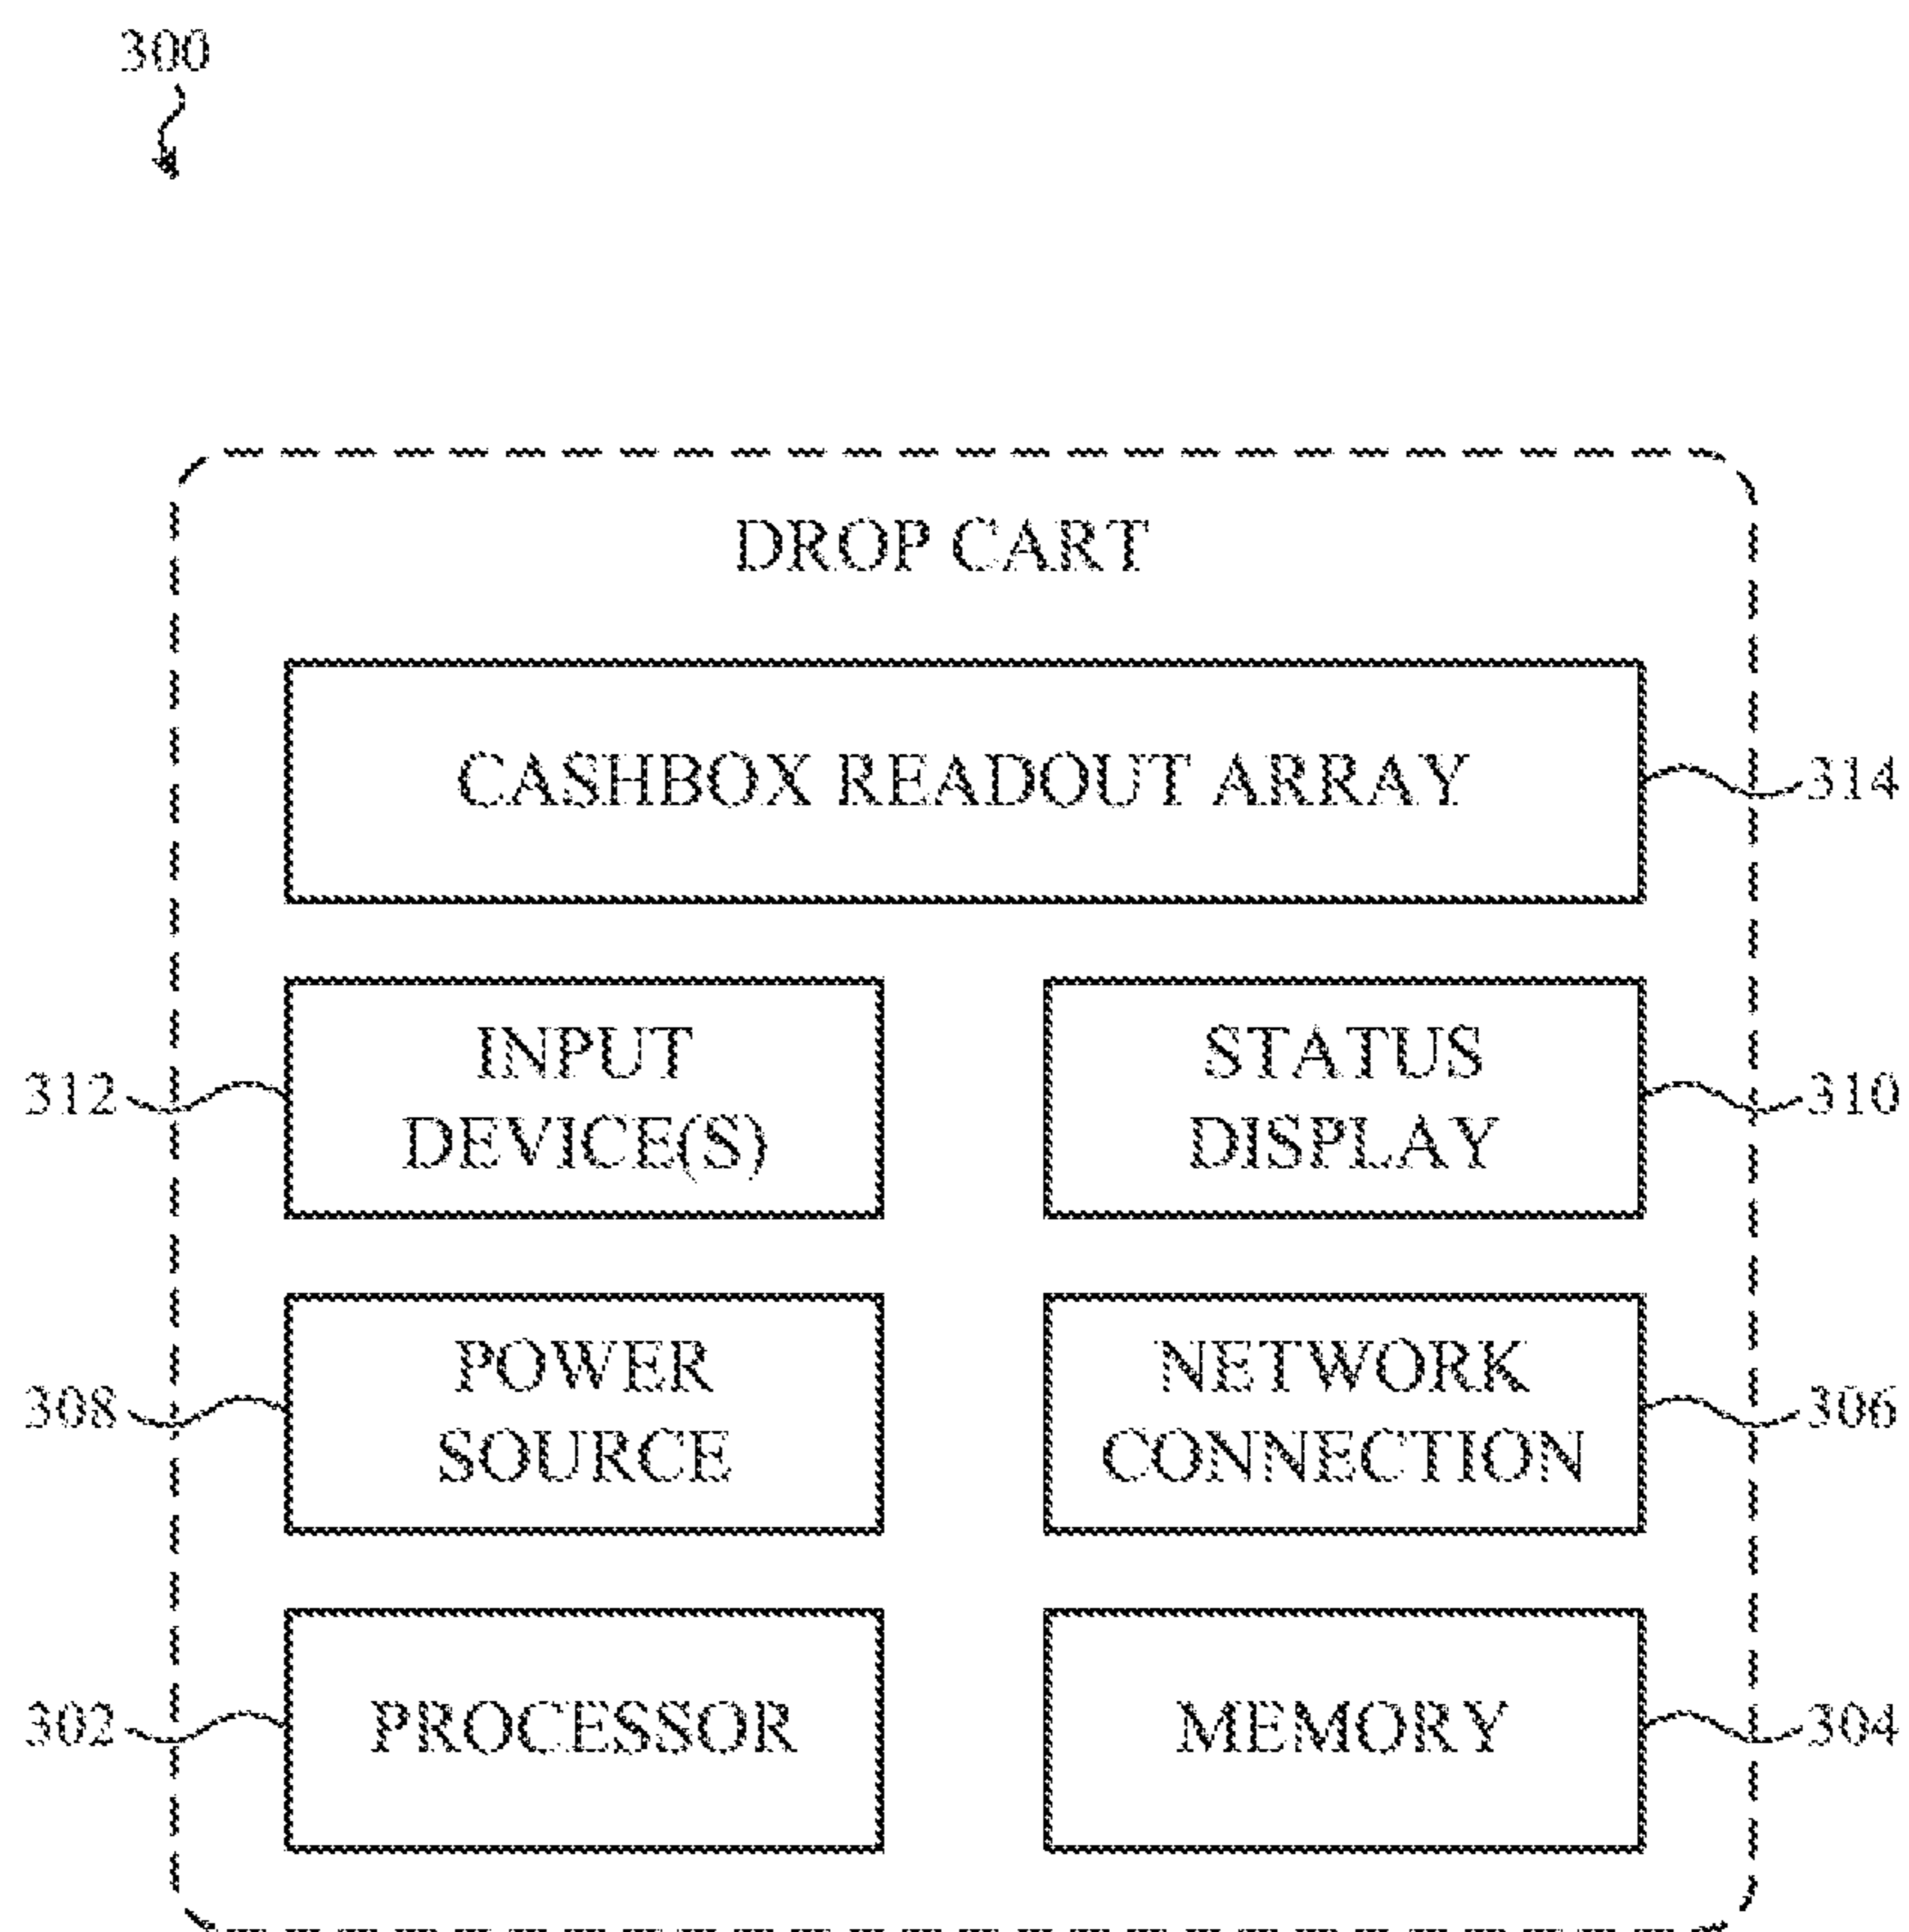 300
DROP CART
CASHBOX READOUT ARRAY
314
312
INPUT
DEVICE(S)
STATUS
DISPLAY
310
308
POWER
SOURCE
NETWORK
CONNECTION
306
302
PROCESSOR
MEMORY
304